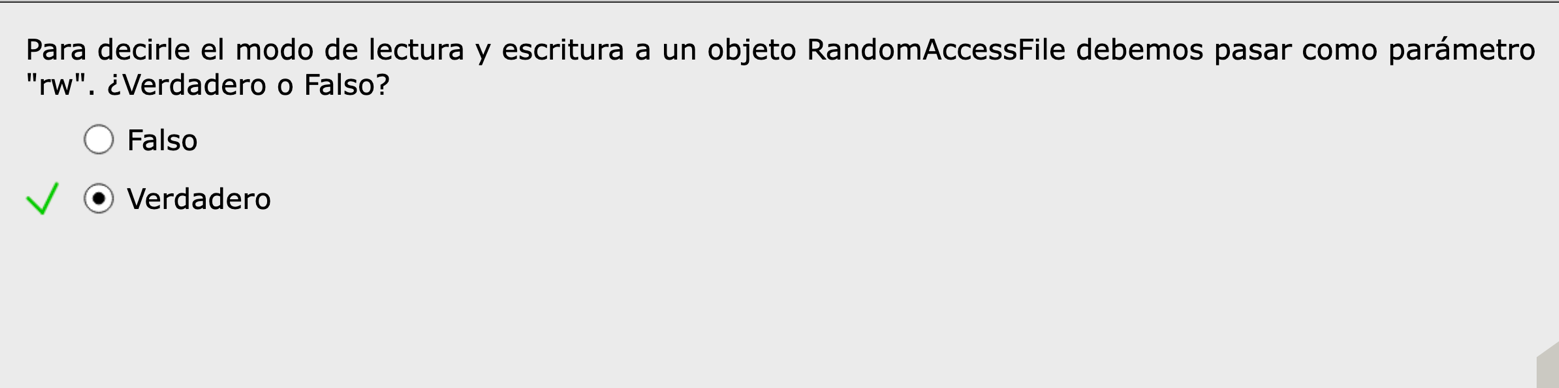 Para decirle el modo de lectura y escritura a un objeto RandomAccessFile debemos pasar como parámetro
"rw". ¿Verdadero o Falso?
Falso
Verdadero